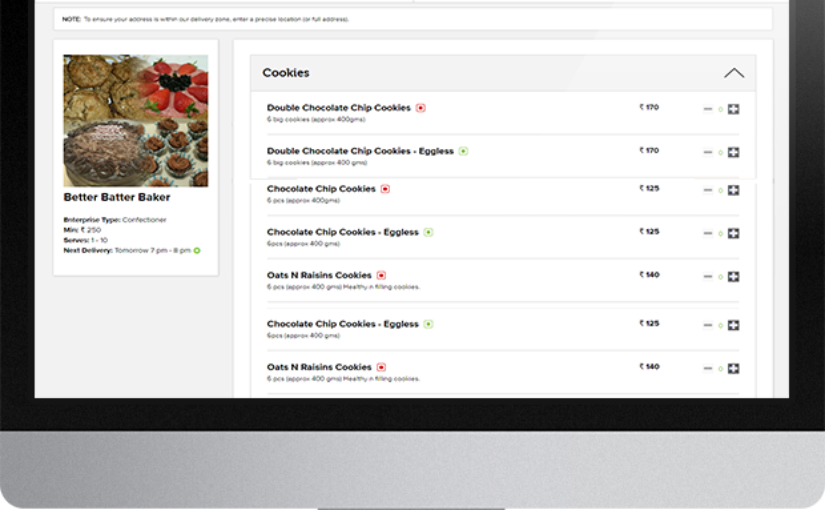 NOTE: To ensure your address is within our delivery zone, enter a precise location (or full address).
Better Batter Baker
Enterprise Type: Confectioner
Min: ₹ 250
Serves: 1 - 10
Next Delivery: Tomorrow 7 pm - 8 pm
Cookies
Double Chocolate Chip Cookies ₹ 170 0
6 big cookies (approx 400gms)
Double Chocolate Chip Cookies - Eggless ₹ 170 0
6 big cookies (approx 400 gms)
Chocolate Chip Cookies ₹ 125 0
6 pcs (approx 400gms)
Chocolate Chip Cookies - Eggless ₹ 125 0
6pcs (approx 400 gms)
Oats N Raisins Cookies ₹ 140 0
6 pcs (approx 400 gms) Healthy n filling cookies.
Chocolate Chip Cookies - Eggless ₹ 125 0
6pcs (approx 400 gms)
Oats N Raisins Cookies ₹ 140 0
6 pcs (approx 400 gms) Healthy n filling cookies.